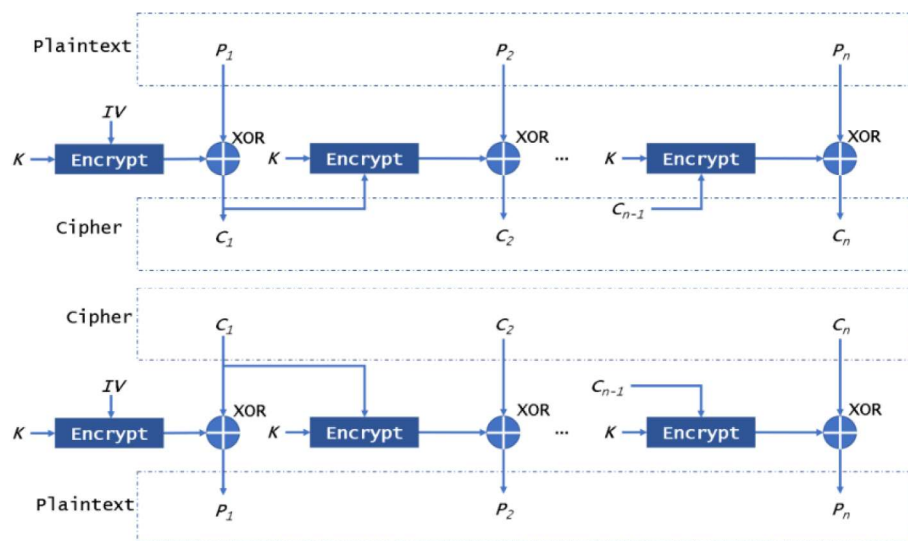 Plaintext P₁ P₂ Pₙ
IV
XOR XOR XOR
K Encrypt K Encrypt ... K Encrypt
Cₙ₋₁
Cipher
C₁ C₂ Cₙ
Cipher
C₁ C₂ Cₙ
IV Cₙ₋₁
XOR XOR XOR
K Encrypt K Encrypt ... K Encrypt
Plaintext
P₁ P₂ Pₙ